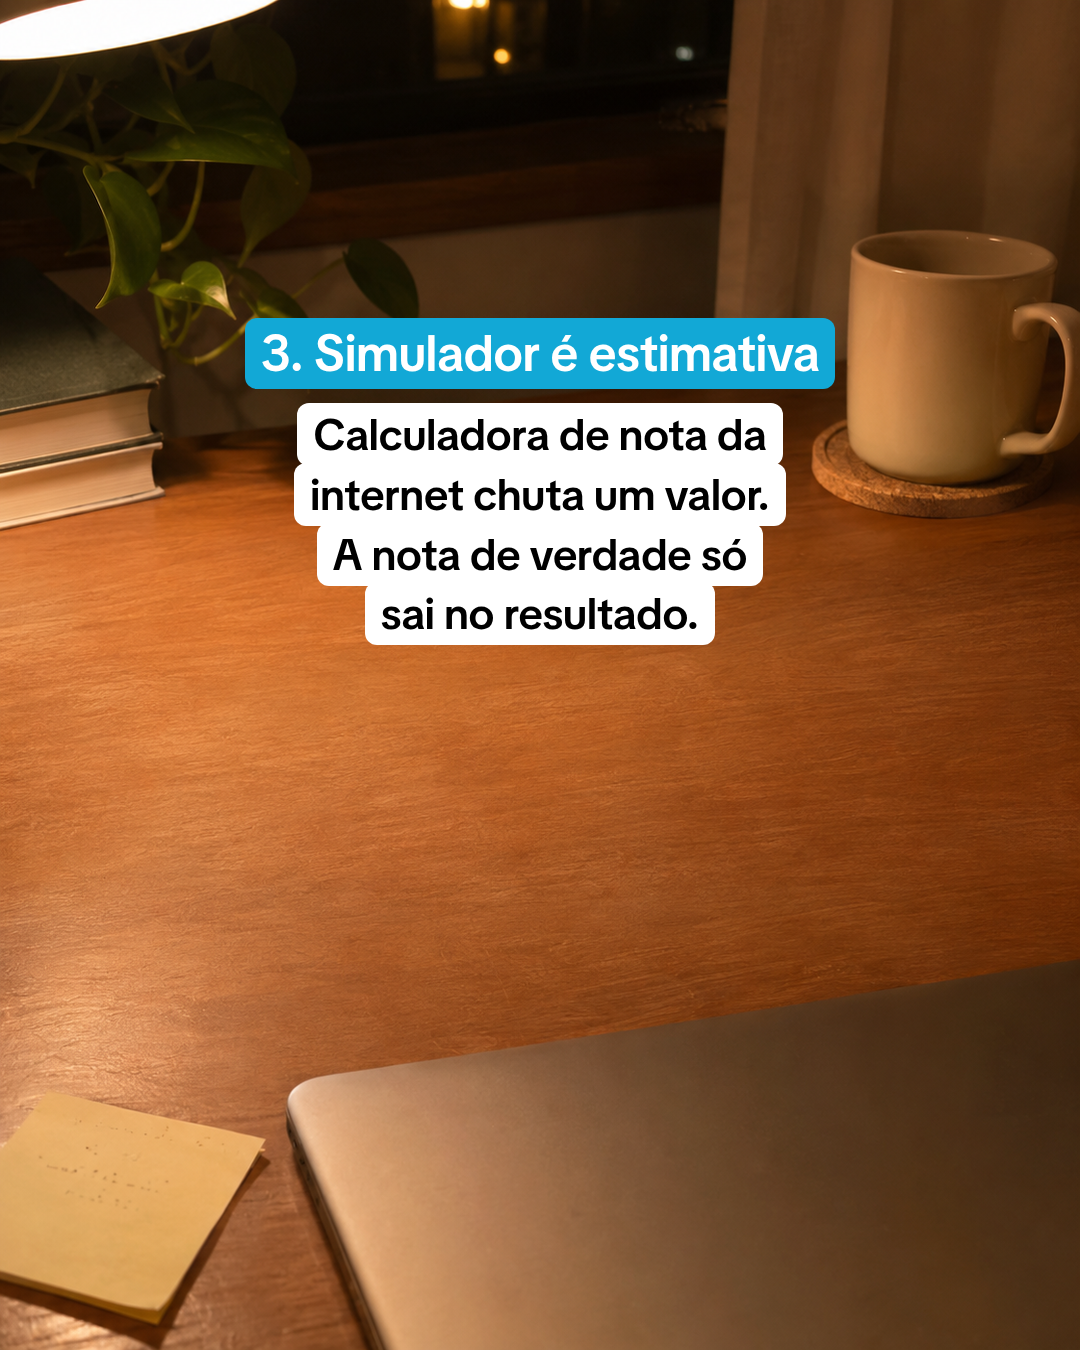 3. Simulador é estimativa
Calculadora de nota da
internet chuta um valor.
A nota de verdade só
sai no resultado.